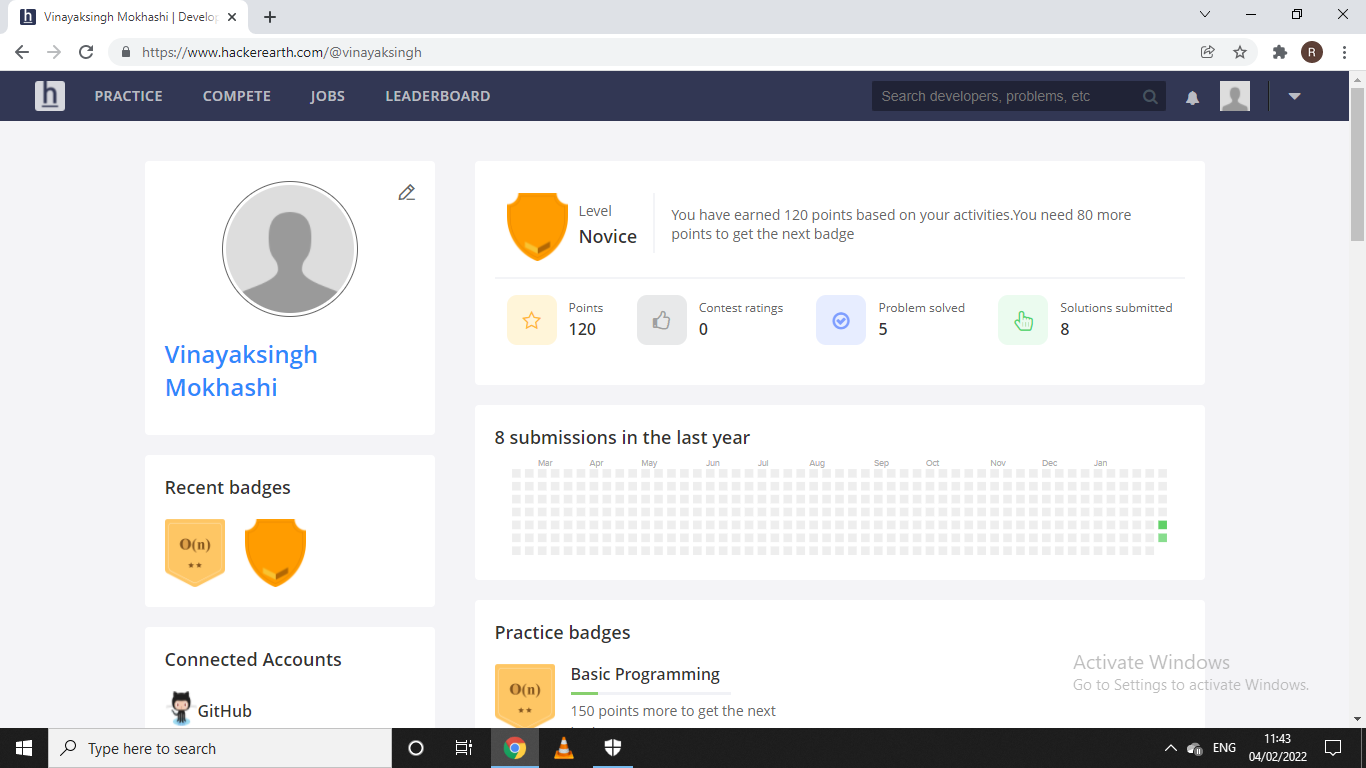 Vinayaksingh Mokhashi | Develop
https://www.hackerearth.com/@vinayaksingh
R
h
PRACTICE COMPETE JOBS LEADERBOARD
Search developers, problems, etc
Vinayaksingh
Mokhashi
Level
Novice
You have earned 120 points based on your activities.You need 80 more
points to get the next badge
Points
120
Contest ratings
0
Problem solved
5
Solutions submitted
8
8 submissions in the last year
Mar Apr May Jun Jul Aug Sep Oct Nov Dec Jan
Recent badges
O(n)
Connected Accounts
GitHub
Practice badges
O(n)
Basic Programming
150 points more to get the next
Activate Windows
Go to Settings to activate Windows.
Type here to search
ENG
11:43
04/02/2022